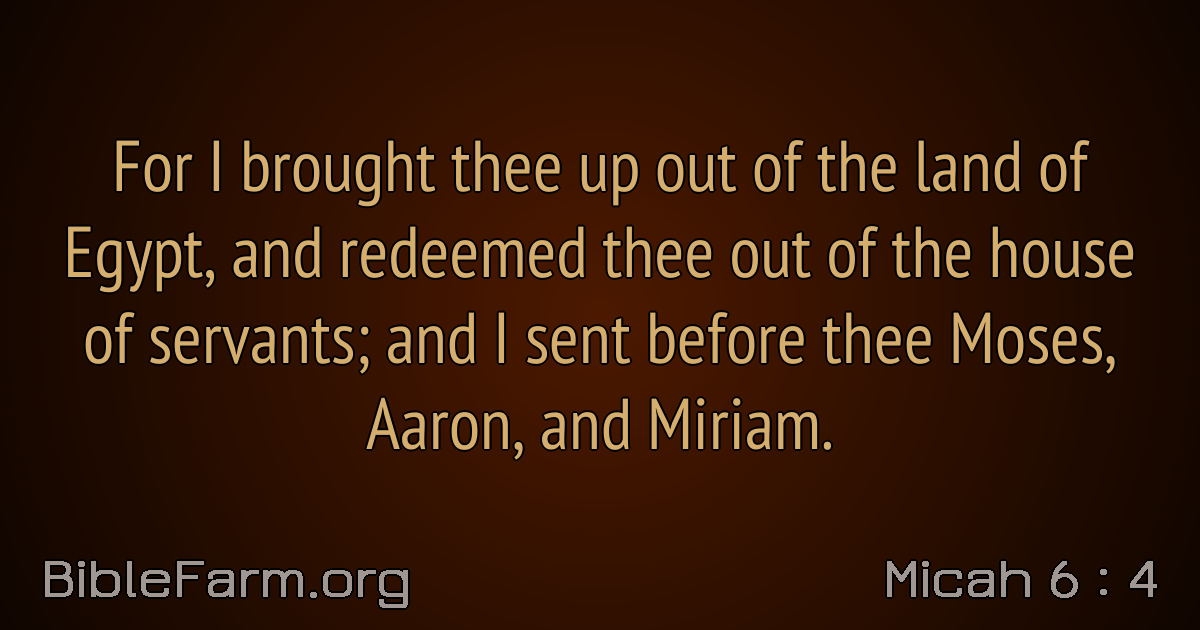 For I brought thee up out of the land of
Egypt, and redeemed thee out of the house
of servants; and I sent before thee Moses,
Aaron, and Miriam.
BibleFarm.org
Micah 6 : 4